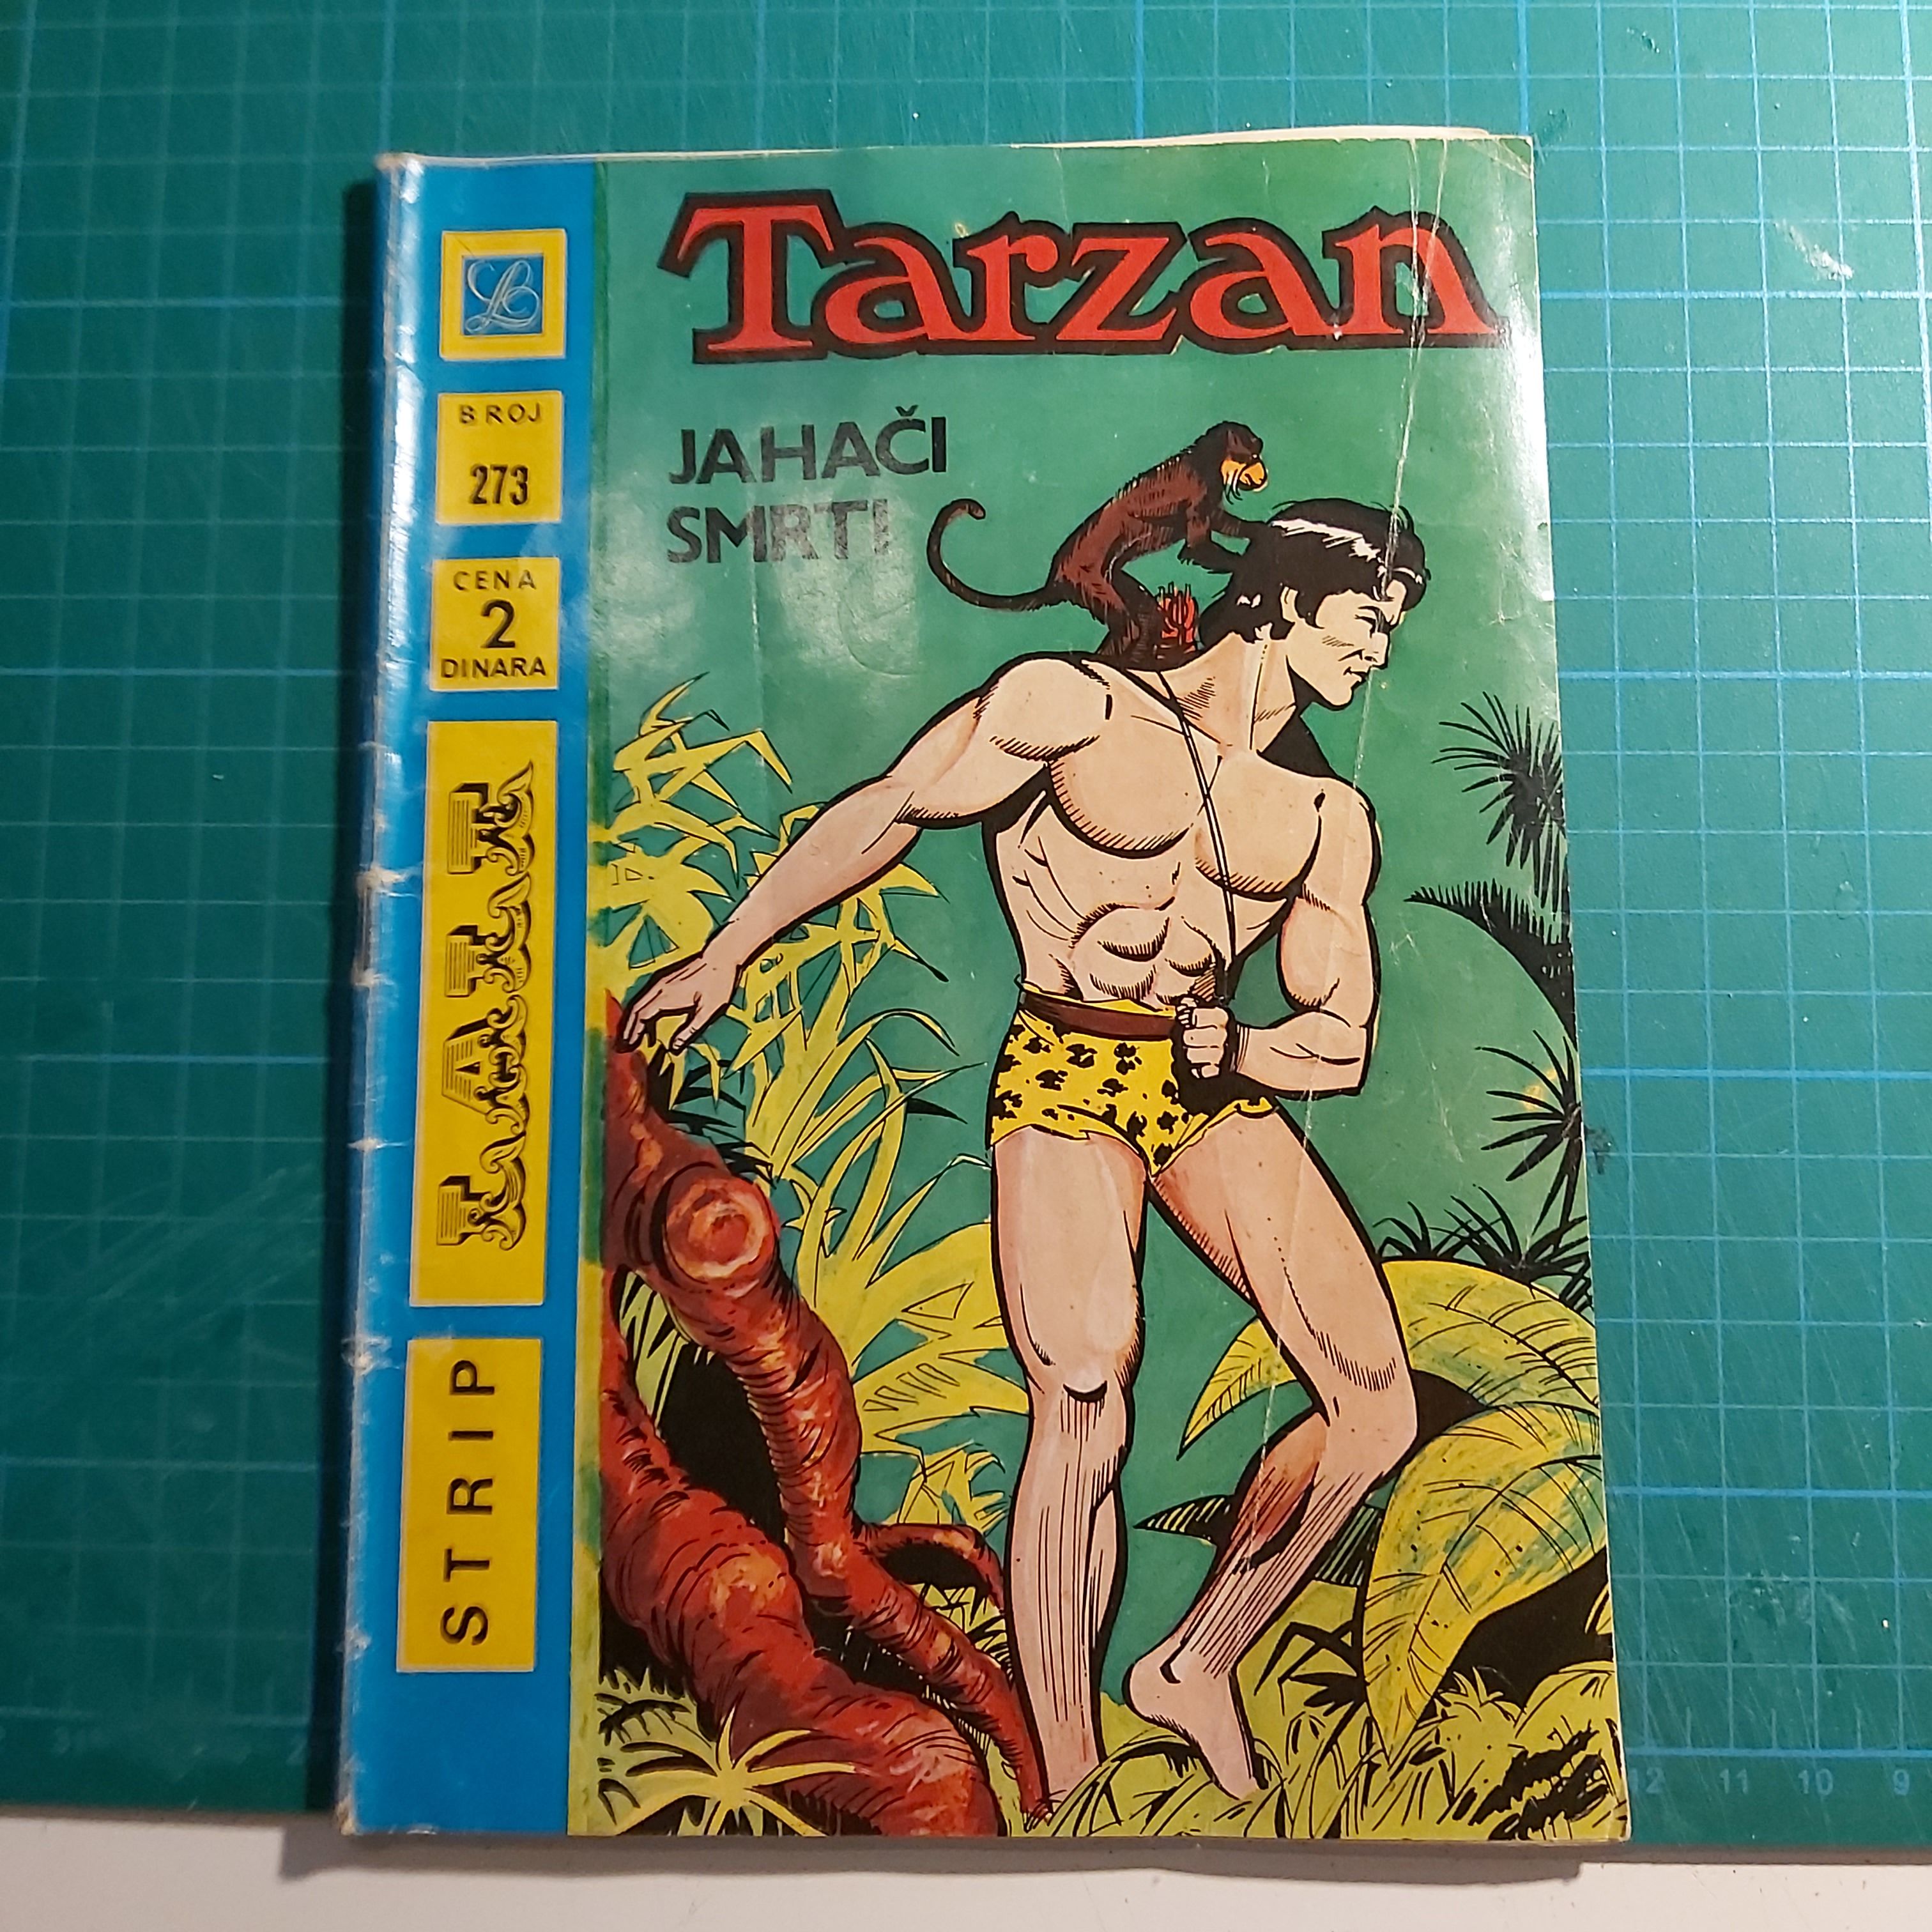 Tarzan
JAHAČI
SMRTI
BROJ
273
CENA
2
DINARA
LALE
STRIP
12 11 10 9